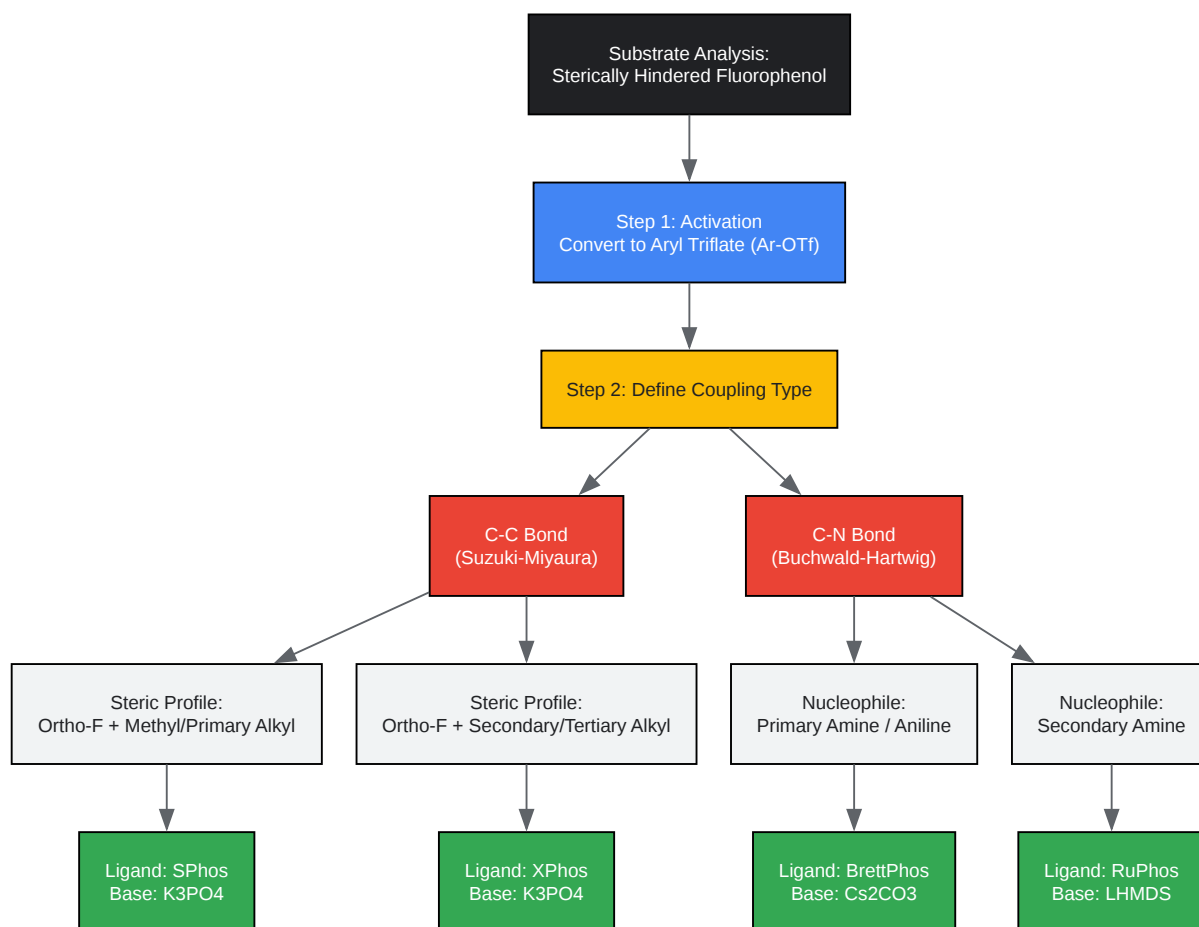 Substrate Analysis:
Sterically Hindered Fluorophenol
Step 1: Activation
Convert to Aryl Triflate (Ar-OTf)
Step 2: Define Coupling Type
C-C Bond
(Suzuki-Miyaura)
C-N Bond
(Buchwald-Hartwig)
Steric Profile:
Ortho-F + Methyl/Primary Alkyl
Steric Profile:
Ortho-F + Secondary/Tertiary Alkyl
Nucleophile:
Primary Amine / Aniline
Nucleophile:
Secondary Amine
Ligand: SPhos
Base: K3PO4
Ligand: XPhos
Base: K3PO4
Ligand: BrettPhos
Base: Cs2CO3
Ligand: RuPhos
Base: LHMDS